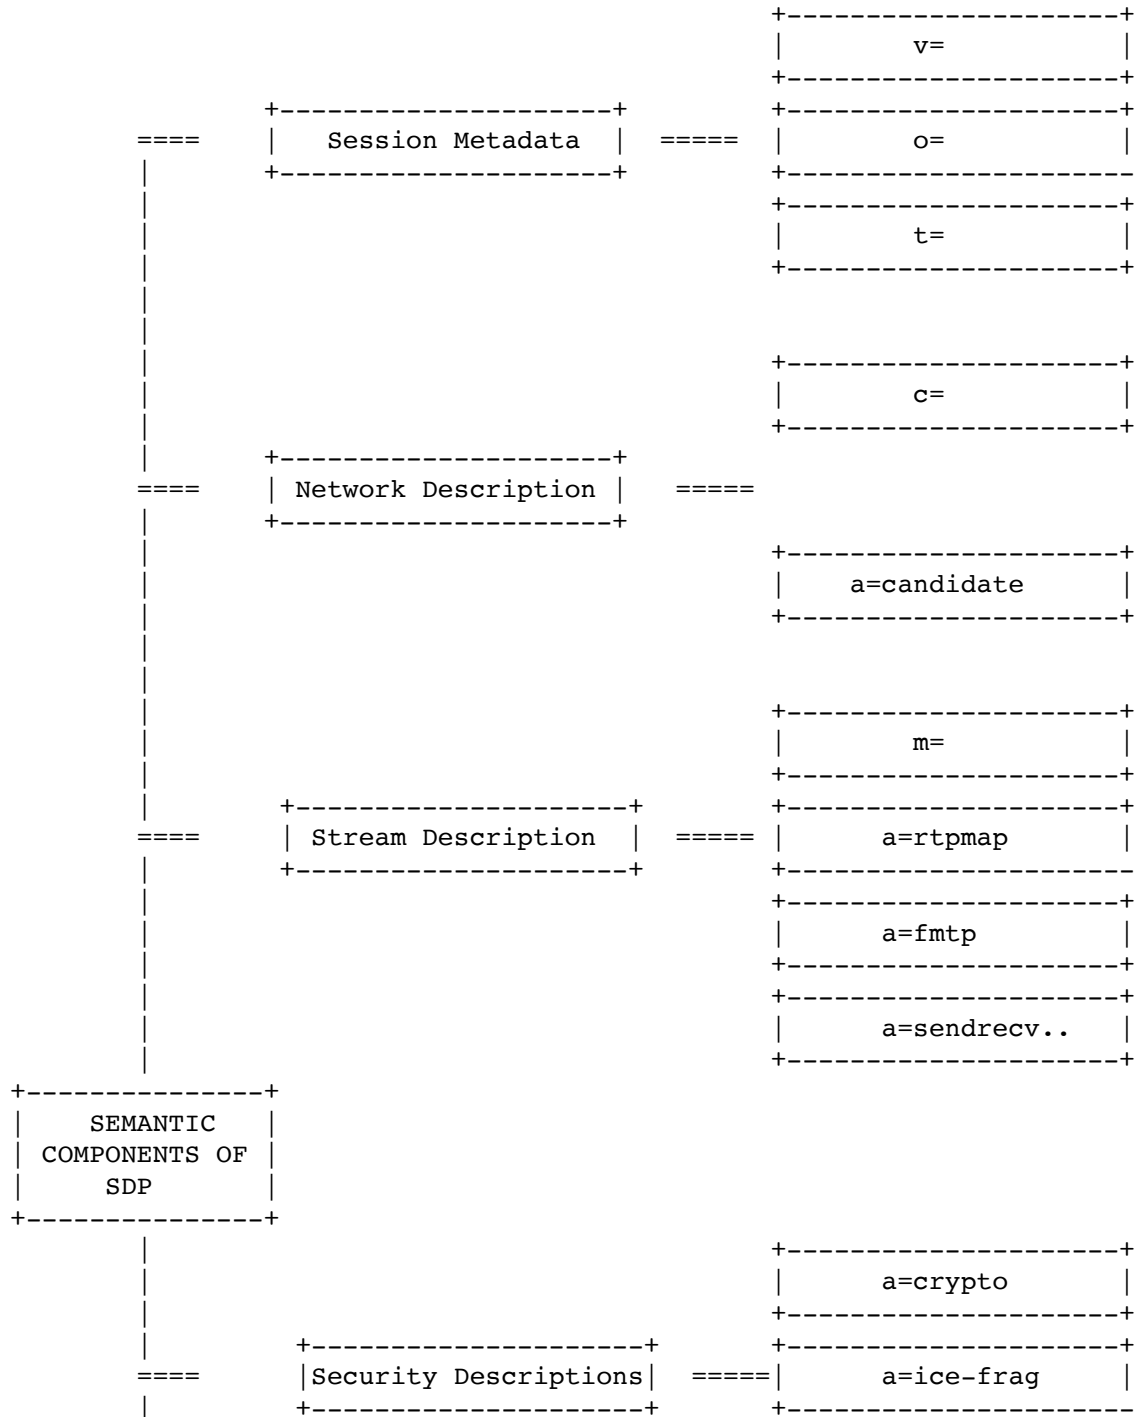 +---------------------+
| v= |
+---------------------+
+---------------------+ +---------------------+
==== | Session Metadata | ===== | o= |
| +---------------------+ +----------------------
| +---------------------+
| | t= |
| +---------------------+
|
|
| +---------------------+
| | c= |
| +---------------------+
| +---------------------+
==== | Network Description | =====
| +---------------------+
| +---------------------+
| | a=candidate |
| +---------------------+
|
|
|
| +---------------------+
| | m= |
| +---------------------+
| +---------------------+ +---------------------+
==== | Stream Description | ===== | a=rtpmap |
| +---------------------+ +----------------------
| +---------------------+
| | a=fmtp |
| +---------------------+
| +---------------------+
| | a=sendrecv.. |
| +---------------------+
+---------------+
| SEMANTIC |
| COMPONENTS OF |
| SDP |
+---------------+
| +---------------------+
| | a=crypto |
| +---------------------+
| +---------------------+ +---------------------+
==== |Security Descriptions| =====| a=ice-frag |
| +---------------------+ +----------------------